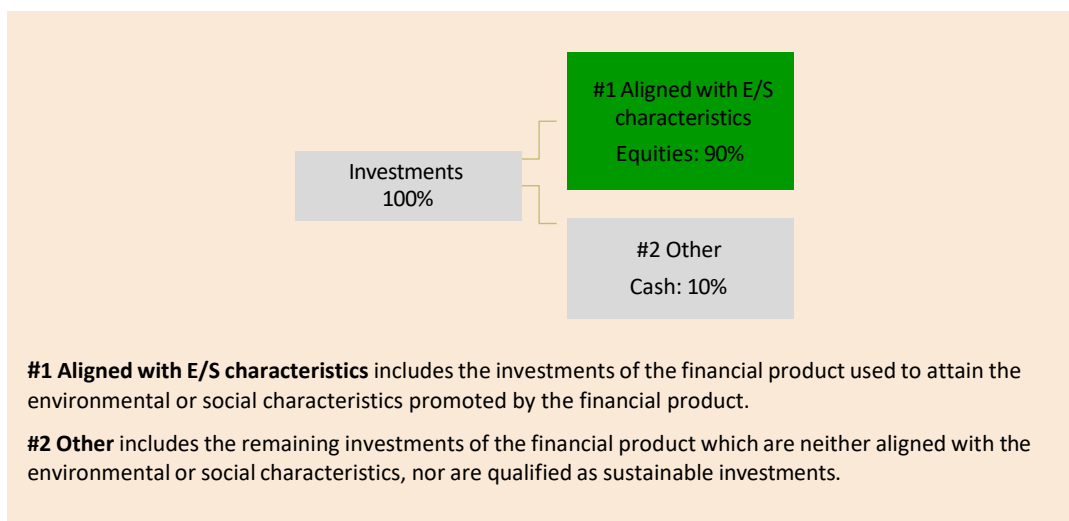 #1 Aligned with E/S
characteristics
Equities: 90%
Investments
100%
#2 Other
Cash: 10%
#1 Aligned with E/S characteristics includes the investments of the financial product used to attain the
environmental or social characteristics promoted by the financial product.
#2 Other includes the remaining investments of the financial product which are neither aligned with the
environmental or social characteristics, nor are qualified as sustainable investments.